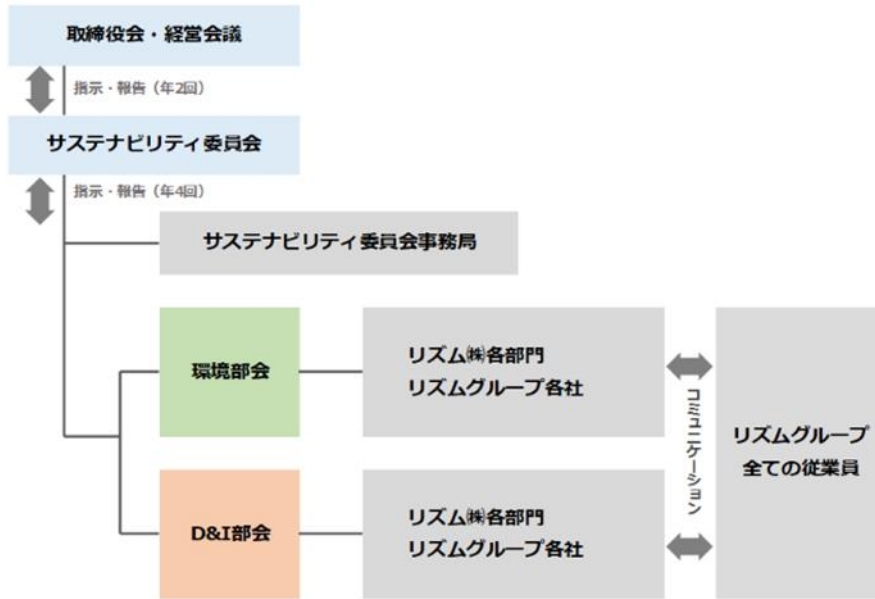 取締役会・経営会議
指示・報告（年2回）
サステナビリティ委員会
指示・報告（年4回）
サステナビリティ委員会事務局
環境部会
リズム㈱各部門
リズムグループ各社
コミュニケーション
リズムグループ
全ての従業員
D&I部会
リズム㈱各部門
リズムグループ各社